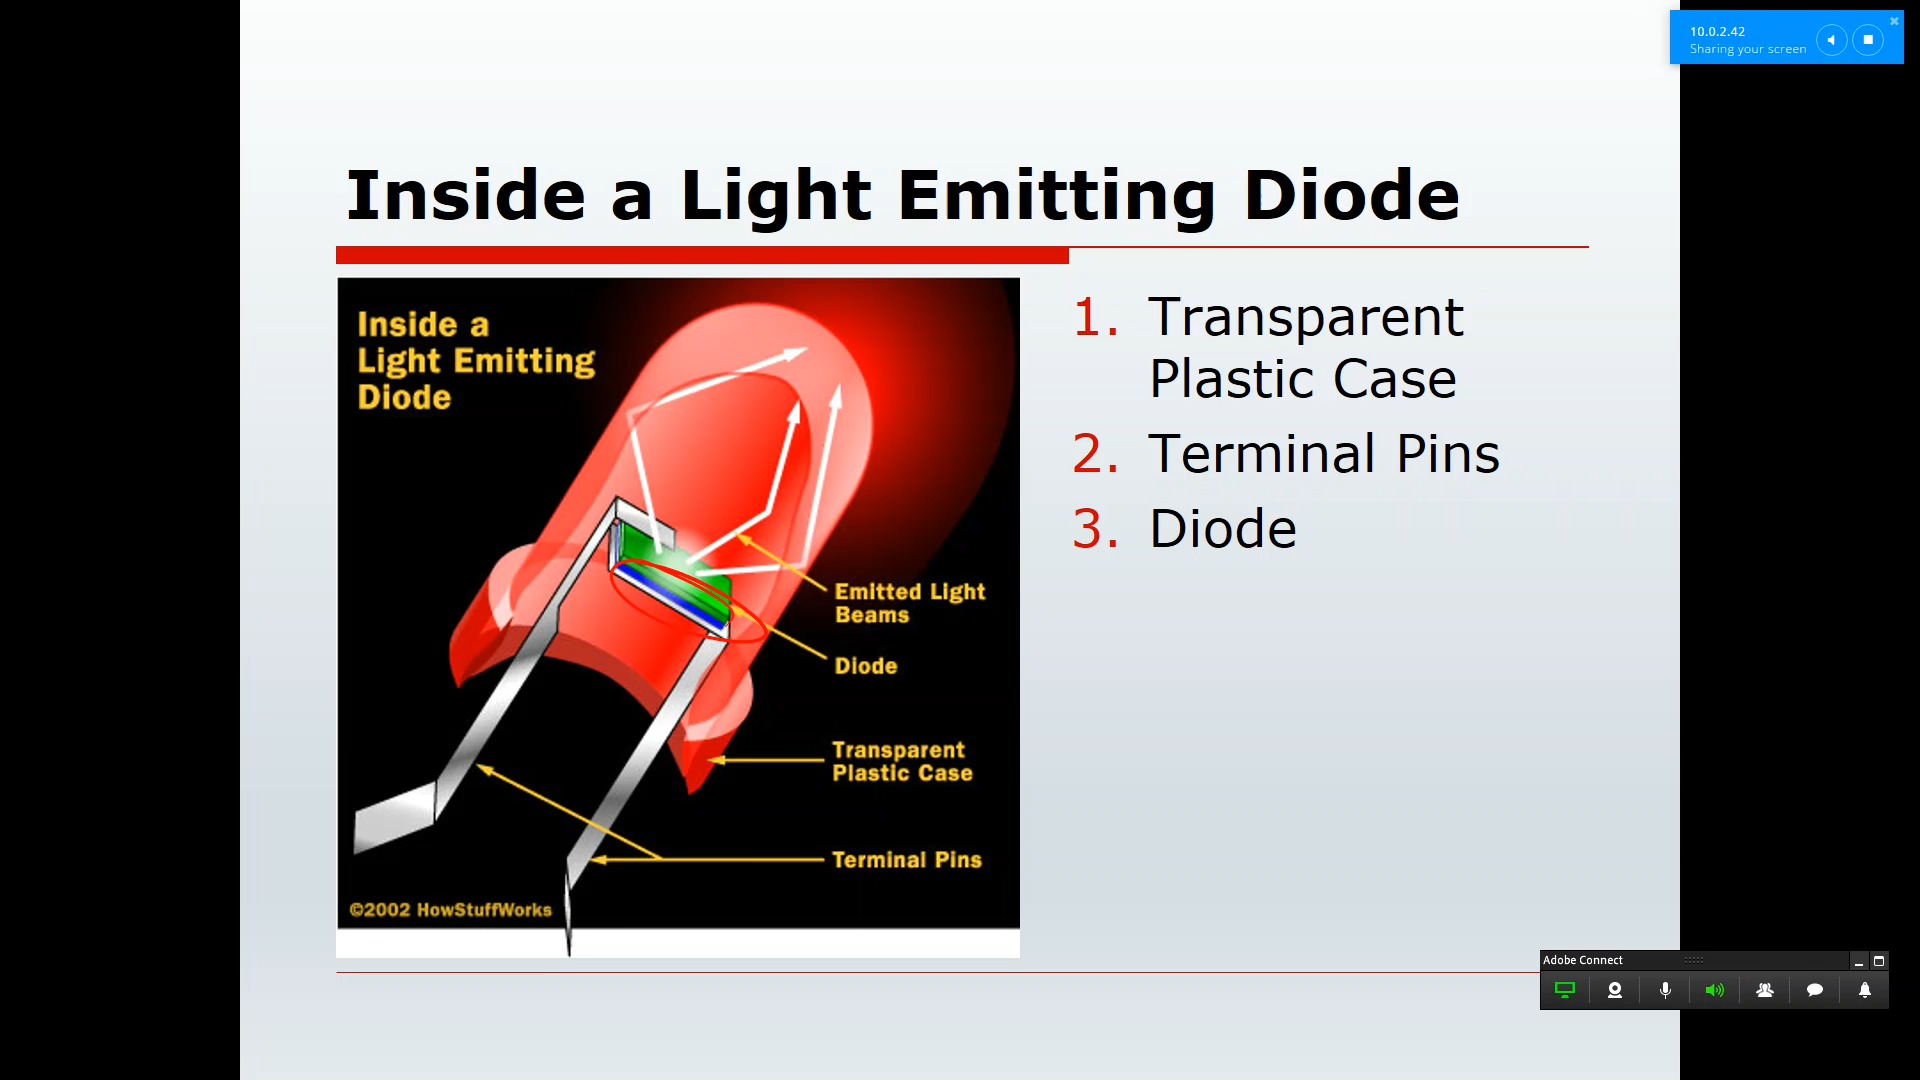 10.0.2.42
Sharing your screen
Inside a Light Emitting Diode
Inside a
Light Emitting
Diode
Emitted Light
Beams
Diode
Transparent
Plastic Case
Terminal Pins
©2002 HowStuffWorks
1. Transparent
Plastic Case
2. Terminal Pins
3. Diode
Adobe Connect